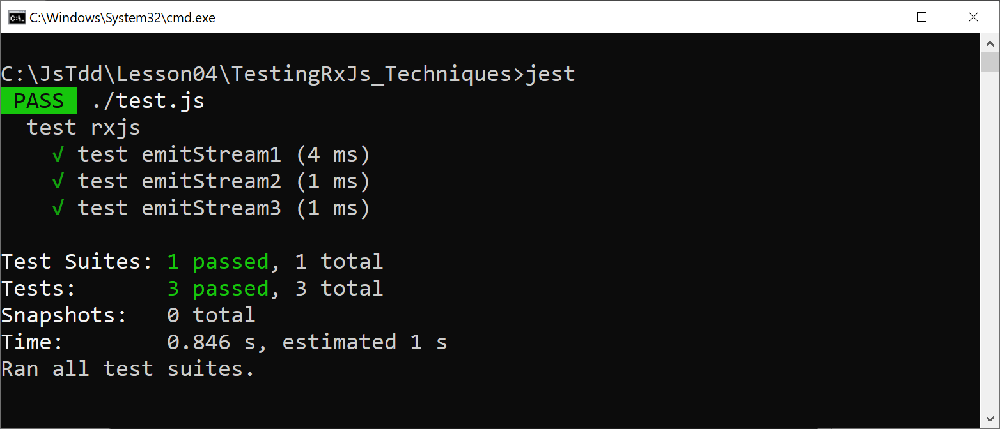 C:\Windows\System32\cmd.exe
C:\JsTdd\Lesson04\TestingRxJs_Techniques>jest
PASS ./test.js
test rxjs
√ test emitStream1 (4 ms)
√ test emitStream2 (1 ms)
√ test emitStream3 (1 ms)
Test Suites: 1 passed, 1 total
Tests: 3 passed, 3 total
Snapshots: 0 total
Time: 0.846 s, estimated 1 s
Ran all test suites.